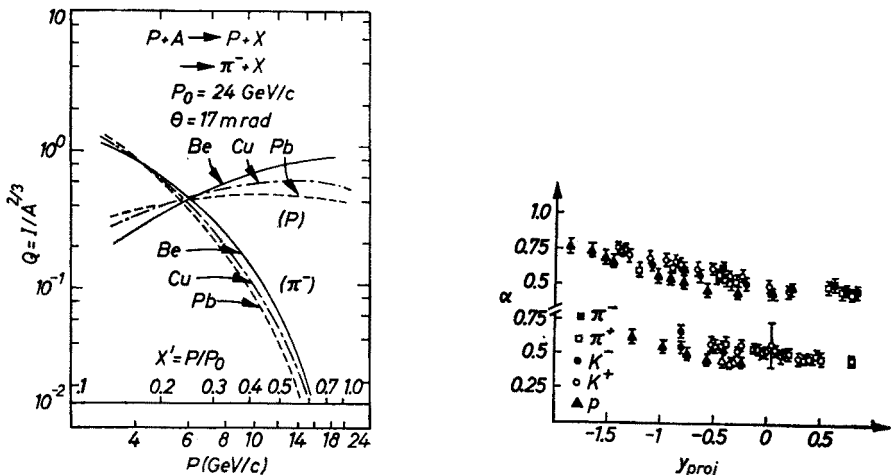 10
P+A → P+X
→ π⁻+X
P₀ = 24 GeV/c
Θ = 17 mrad
10⁰
Be Cu Pb
Q = I/A^2/3
(P)
Be
Cu
Pb
(π⁻)
10⁻¹
X' = P/P₀
.1 0.2 0.3 0.4 0.5 0.7 1.0
10⁻²
4 6 8 10 14 18 24
P(GeV/c)
1.0
0.75
0.5
α
0.75
0.5
0.25
π⁻
π⁺
K⁻
K⁺
p
-1.5 -1 -0.5 0 0.5
y_proj